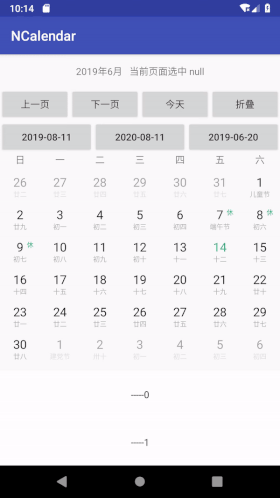 10:14
NCalendar
2019年6月 当前页面选中 null
上一页 下一页 今天 折叠
2019-08-11 2020-08-11 2019-06-20
日 一 二 三 四 五 六
26 27 28 29 30 31 1
廿二 廿三 廿四 廿五 廿六 廿七 儿童节
2 3 4 5 6 7 休 8 休
廿九 初一 初二 初三 初四 端午节 初六
9 休 10 11 12 13 14 15
初七 初八 初九 初十 十一 十二 十三
16 17 18 19 20 21 22
十四 十五 十六 十七 十八 十九 二十
23 24 25 26 27 28 29
廿一 廿二 廿三 廿四 廿五 廿六 廿七
30 1 2 3 4 5 6
廿八 建党节 三十 初一 初二 初三 初四
-----0
-----1